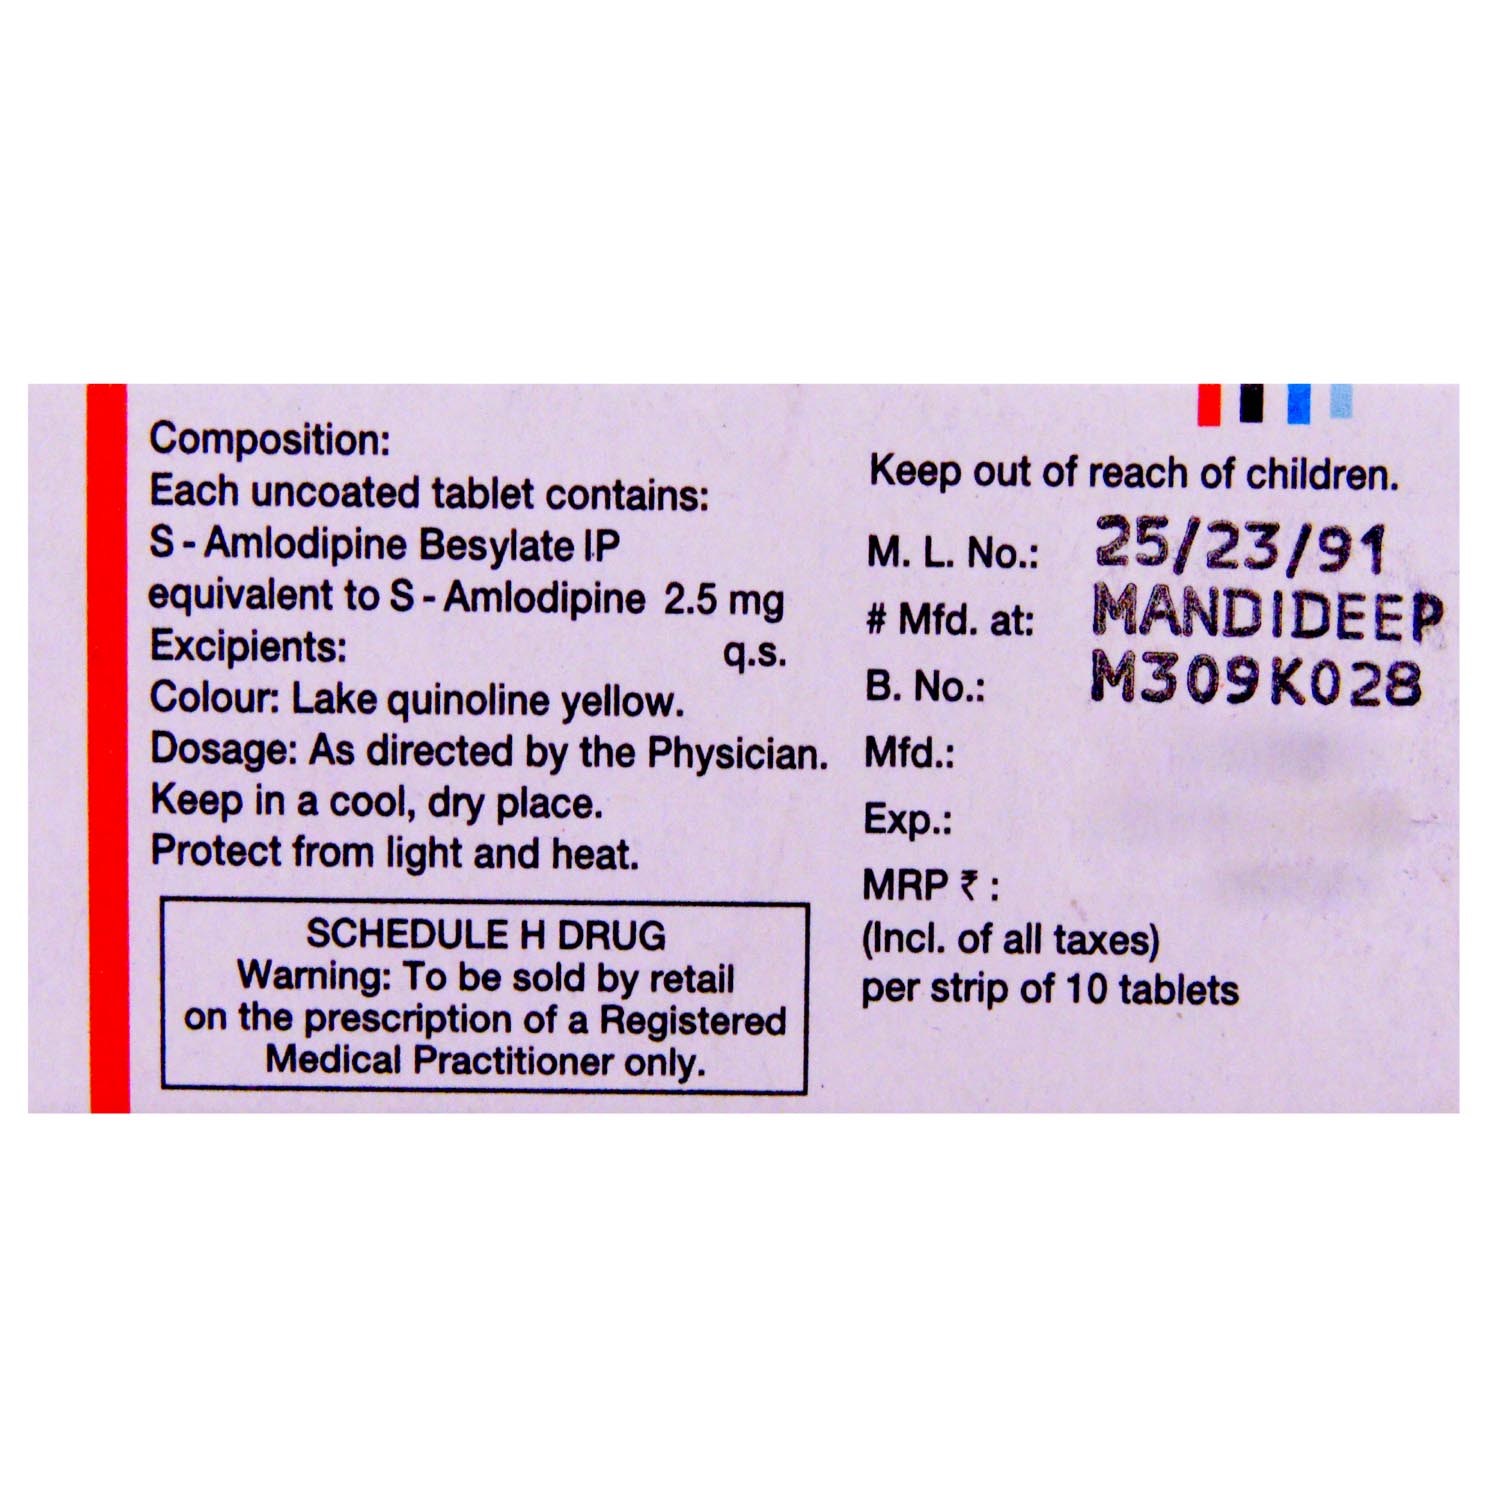 Composition:
Each uncoated tablet contains:
S - Amlodipine Besylate IP
equivalent to S - Amlodipine 2.5 mg
Excipients: q.s.
Colour: Lake quinoline yellow.
Dosage: As directed by the Physician.
Keep in a cool, dry place.
Protect from light and heat.
SCHEDULE H DRUG
Warning: To be sold by retail
on the prescription of a Registered
Medical Practitioner only.
Keep out of reach of children.
M. L. No.: 25/23/91
# Mfd. at: MANDIDEEP
B. No.: M309K028
Mfd.:
Exp.:
MRP ₹ :
(Incl. of all taxes)
per strip of 10 tablets